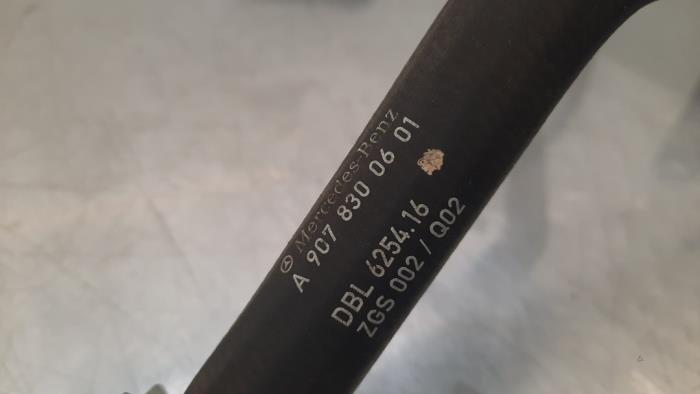 Mercedes-Benz
A 907 830 06 01
DBL 6254.16
ZGS 002 / Q02